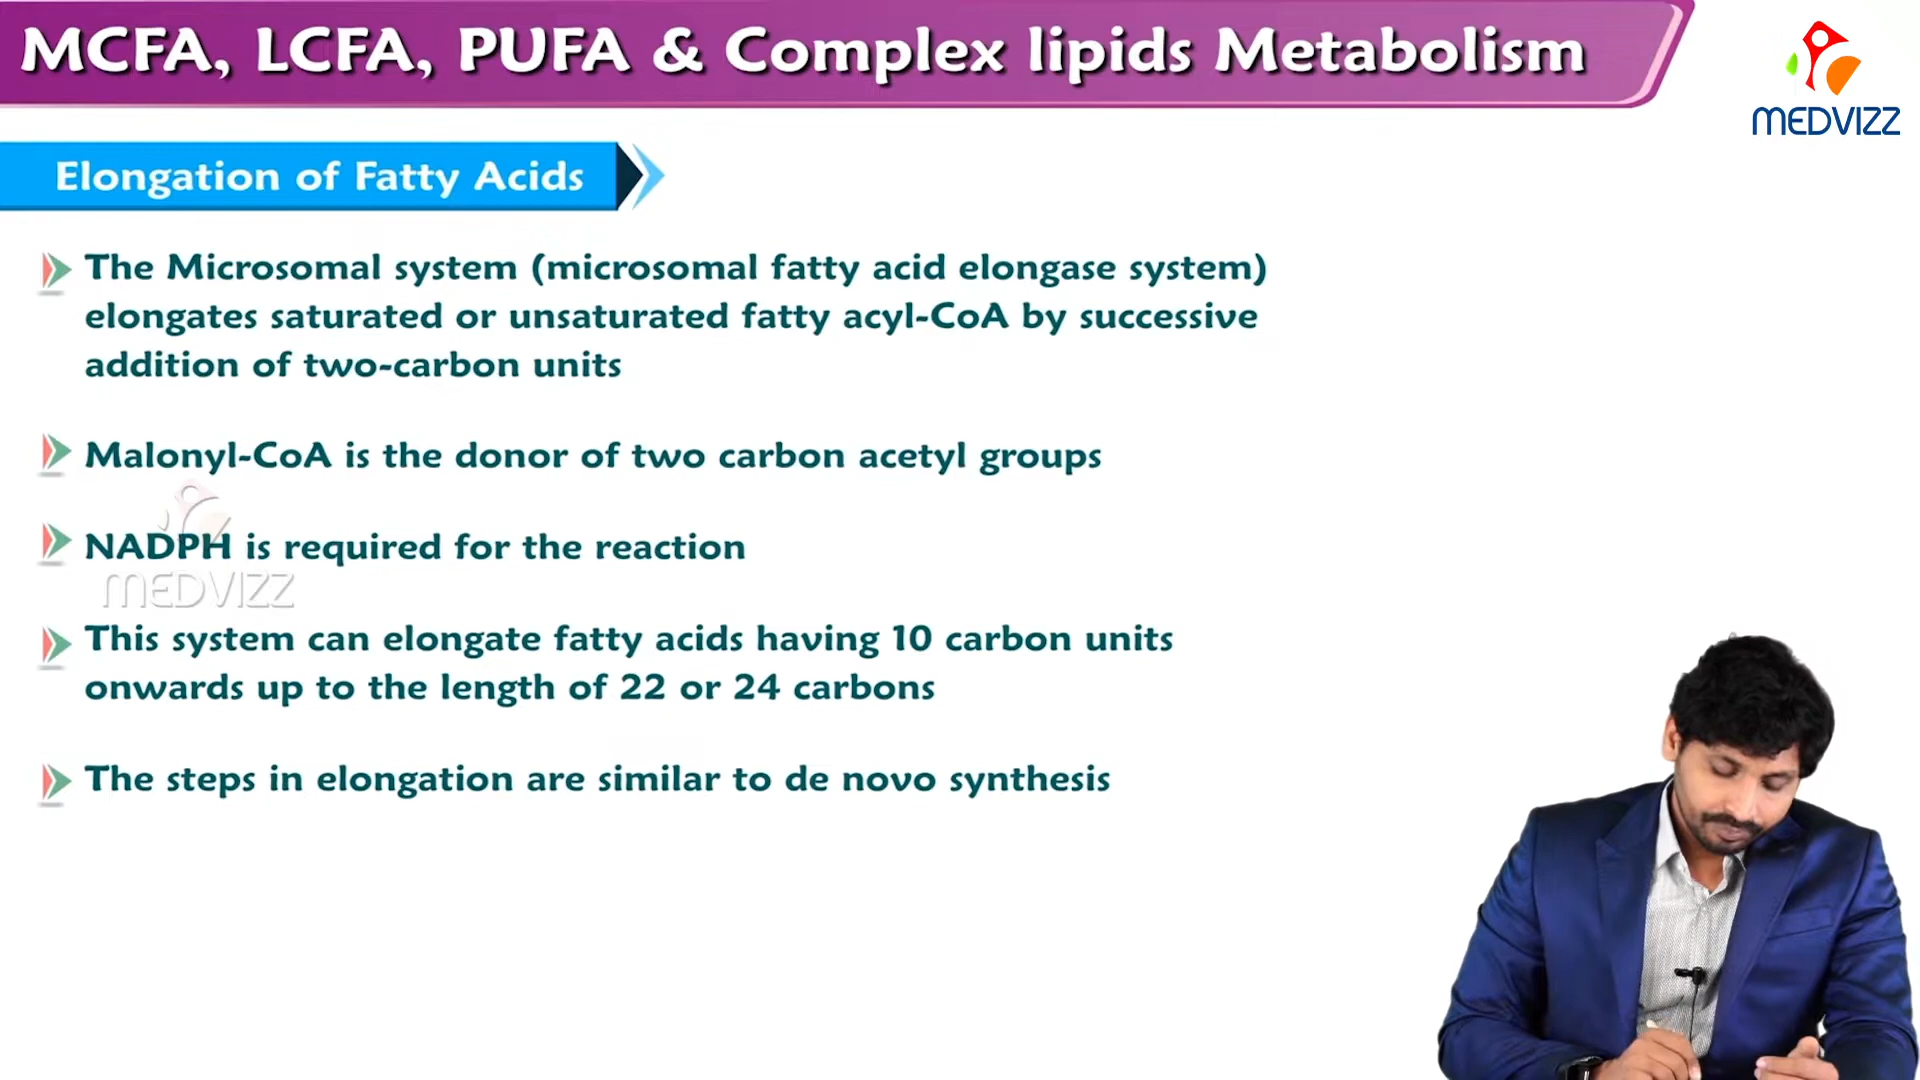 MCFA, LCFA, PUFA & Complex lipids Metabolism
MEDVIZZ
Elongation of Fatty Acids
The Microsomal system (microsomal fatty acid elongase system)
elongates saturated or unsaturated fatty acyl-CoA by successive
addition of two-carbon units
Malonyl-CoA is the donor of two carbon acetyl groups
NADPH is required for the reaction
MEDVIZZ
This system can elongate fatty acids having 10 carbon units
onwards up to the length of 22 or 24 carbons
The steps in elongation are similar to de novo synthesis